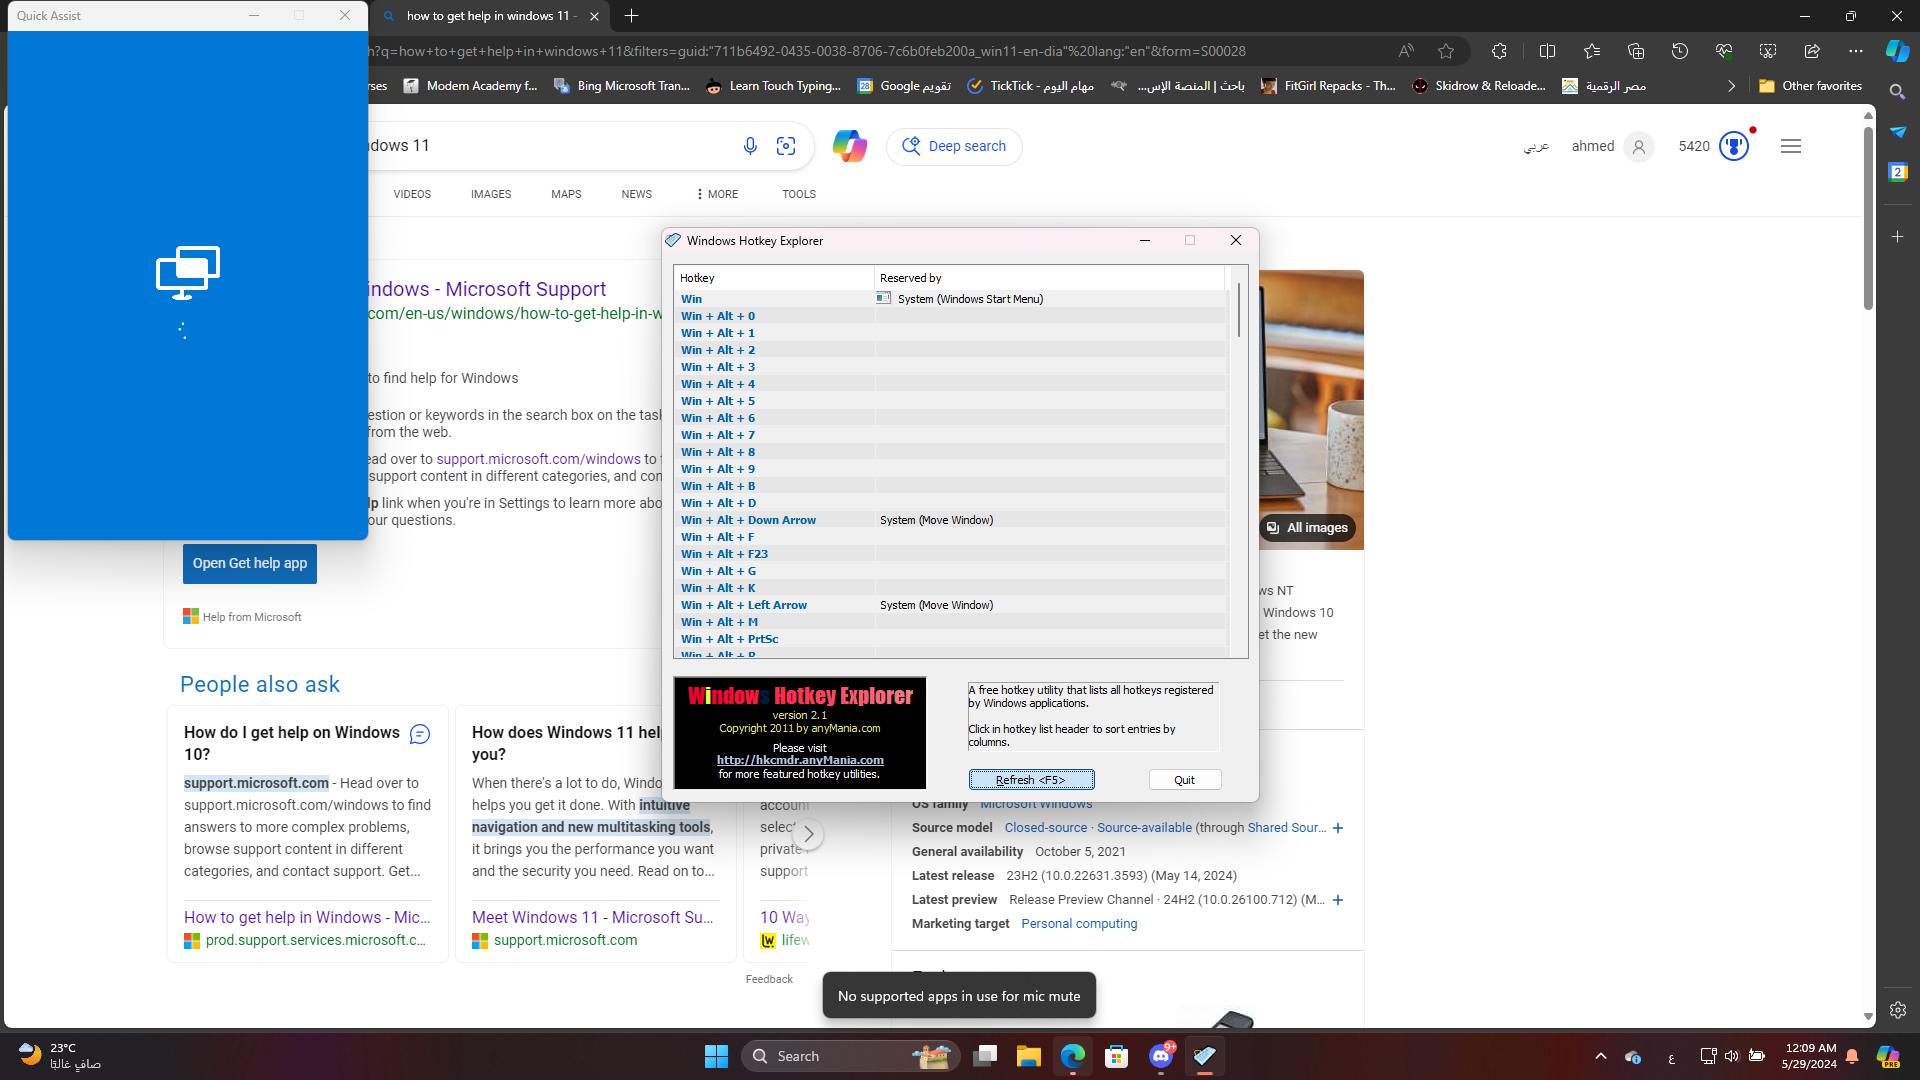 Quick Assist
how to get help in windows 11 -
h?q=how+to+get+help+in+windows+11&filters=guid:"711b6492-0435-0038-8706-7c6b0feb200a_win11-en-dia"%20lang:"en"&form=S00028
rses
Modern Academy f...
Bing Microsoft Tran...
Learn Touch Typing...
28
تقويم Google
مهام اليوم - TickTick
باحث | المنصة الإس...
FitGirl Repacks - Th...
Skidrow & Reloade...
مصر الرقمية
Other favorites
dows 11
Deep search
عربي
ahmed
5420
2
VIDEOS
IMAGES
MAPS
NEWS
MORE
TOOLS
indows - Microsoft Support
com/en-us/windows/how-to-get-help-in-w
to find help for Windows
estion or keywords in the search box on the task
from the web.
ead over to support.microsoft.com/windows to f
support content in different categories, and con
lp link when you're in Settings to learn more abo
our questions.
Open Get help app
Help from Microsoft
People also ask
How do I get help on Windows
10?
support.microsoft.com - Head over to
support.microsoft.com/windows to find
answers to more complex problems,
browse support content in different
categories, and contact support. Get...
How to get help in Windows - Mic...
prod.support.services.microsoft.c...
How does Windows 11 help
you?
When there's a lot to do, Windo
helps you get it done. With intuitive
navigation and new multitasking tools,
it brings you the performance you want
and the security you need. Read on to...
Meet Windows 11 - Microsoft Su...
support.microsoft.com
account
selec
private
support
10 Way
lifew
Feedback
Windows Hotkey Explorer
Hotkey
Reserved by
Win
System (Windows Start Menu)
Win + Alt + 0
Win + Alt + 1
Win + Alt + 2
Win + Alt + 3
Win + Alt + 4
Win + Alt + 5
Win + Alt + 6
Win + Alt + 7
Win + Alt + 8
Win + Alt + 9
Win + Alt + B
Win + Alt + D
Win + Alt + Down Arrow
System (Move Window)
Win + Alt + F
Win + Alt + F23
Win + Alt + G
Win + Alt + K
Win + Alt + Left Arrow
System (Move Window)
Win + Alt + M
Win + Alt + PrtSc
Win + Alt + R
Windows Hotkey Explorer
version 2.1
Copyright 2011 by anyMania.com
Please visit
http://hkcmdr.anyMania.com
for more featured hotkey utilities.
A free hotkey utility that lists all hotkeys registered
by Windows applications.
Click in hotkey list header to sort entries by
columns.
Refresh <F5>
Quit
All images
ws NT
Windows 10
et the new
OS family Microsoft Windows
Source model Closed-source · Source-available (through Shared Sour...
General availability October 5, 2021
Latest release 23H2 (10.0.22631.3593) (May 14, 2024)
Latest preview Release Preview Channel · 24H2 (10.0.26100.712) (M...
Marketing target Personal computing
No supported apps in use for mic mute
23°C
صافٍ غالبًا
Search
9+
ع
12:09 AM
5/29/2024
PRE